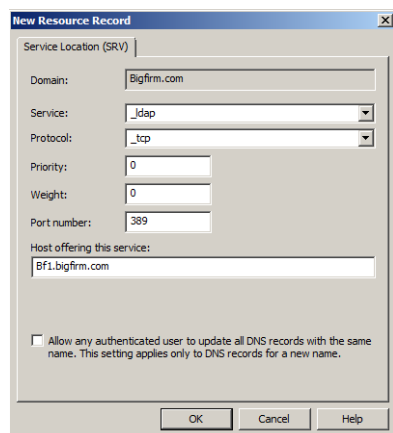 New Resource Record
Service Location (SRV)
Domain:
Bigfirm.com
Service:
_ldap
Protocol:
_tcp
Priority:
0
Weight:
0
Port number:
389
Host offering this service:
Bf1.bigfirm.com
Allow any authenticated user to update all DNS records with the same
name. This setting applies only to DNS records for a new name.
OK
Cancel
Help